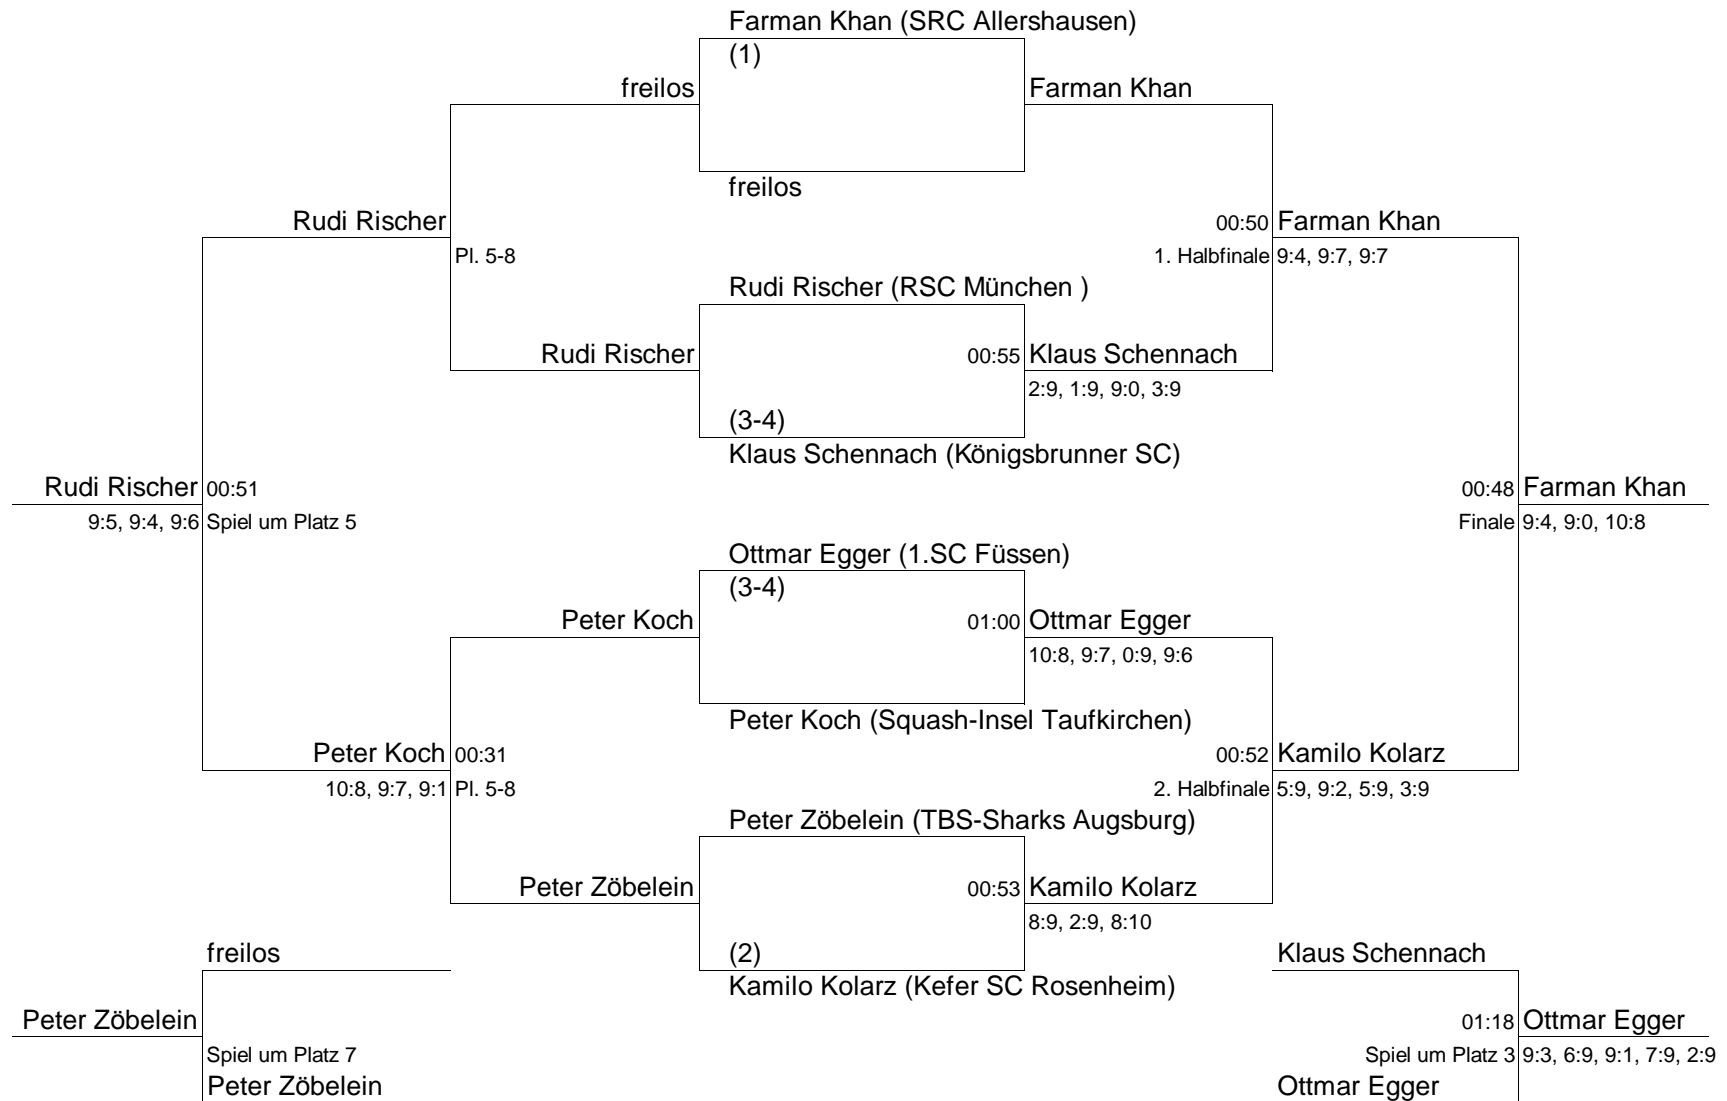 Farman Khan (SRC Allershausen)
(1)
freilos
Farman Khan
freilos
Rudi Rischer
00:50 Farman Khan
Pl. 5-8
1. Halbfinale 9:4, 9:7, 9:7
Rudi Rischer (RSC München )
Rudi Rischer
00:55 Klaus Schennach
2:9, 1:9, 9:0, 3:9
(3-4)
Klaus Schennach (Königsbrunner SC)
Rudi Rischer 00:51
00:48 Farman Khan
9:5, 9:4, 9:6 Spiel um Platz 5
Finale 9:4, 9:0, 10:8
Ottmar Egger (1.SC Füssen)
(3-4)
Peter Koch
01:00 Ottmar Egger
10:8, 9:7, 0:9, 9:6
Peter Koch (Squash-Insel Taufkirchen)
Peter Koch 00:31
00:52 Kamilo Kolarz
10:8, 9:7, 9:1 Pl. 5-8
2. Halbfinale 5:9, 9:2, 5:9, 3:9
Peter Zöbelein (TBS-Sharks Augsburg)
Peter Zöbelein
00:53 Kamilo Kolarz
8:9, 2:9, 8:10
freilos
(2)
Klaus Schennach
Kamilo Kolarz (Kefer SC Rosenheim)
Peter Zöbelein
01:18 Ottmar Egger
Spiel um Platz 7
Spiel um Platz 3 9:3, 6:9, 9:1, 7:9, 2:9
Peter Zöbelein
Ottmar Egger